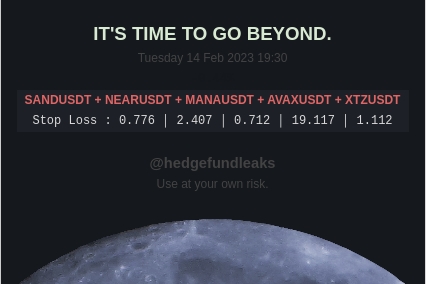 IT'S TIME TO GO BEYOND.
Tuesday 14 Feb 2023 19:30
SANDUSDT + NEARUSDT + MANAUSDT + AVAXUSDT + XTZUSDT
Stop Loss : 0.776 | 2.407 | 0.712 | 19.117 | 1.112
@hedgefundleaks
Use at your own risk.